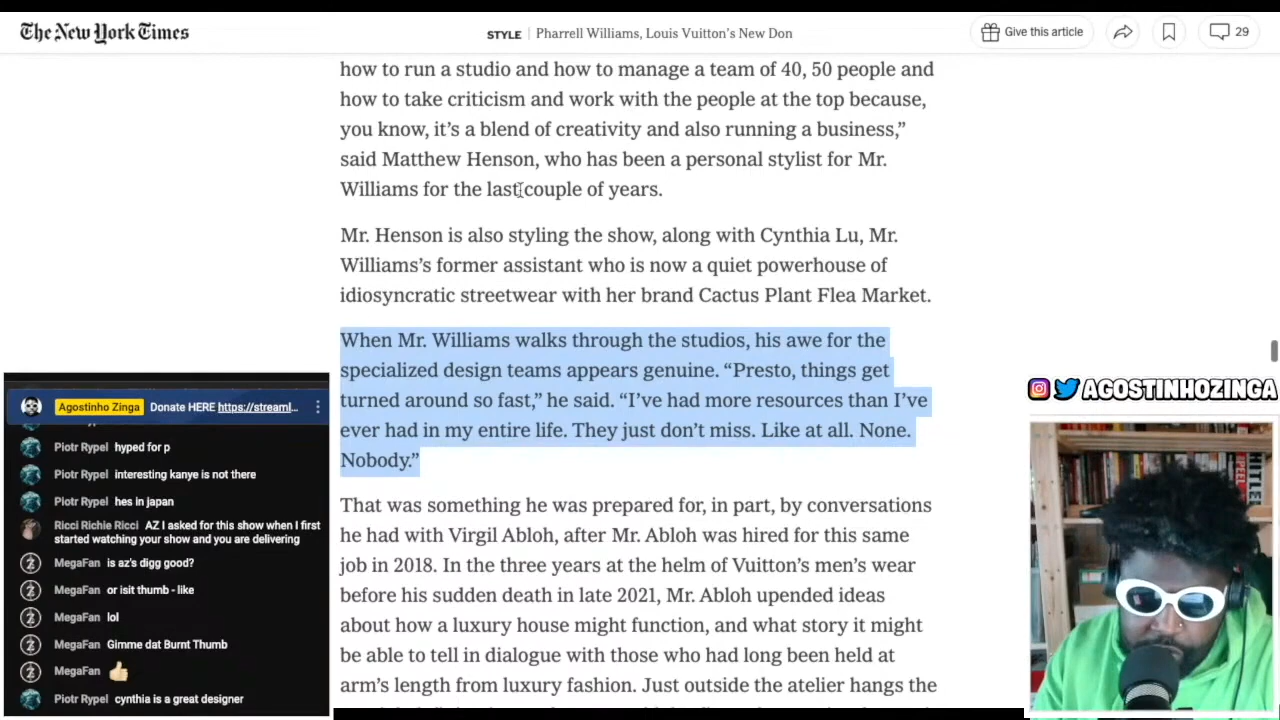 The New York Times
STYLE | Pharrell Williams, Louis Vuitton's New Don
Give this article
29
how to run a studio and how to manage a team of 40, 50 people and
how to take criticism and work with the people at the top because,
you know, it's a blend of creativity and also running a business,”
said Matthew Henson, who has been a personal stylist for Mr.
Williams for the last couple of years.
Mr. Henson is also styling the show, along with Cynthia Lu, Mr.
Williams's former assistant who is now a quiet powerhouse of
idiosyncratic streetwear with her brand Cactus Plant Flea Market.
When Mr. Williams walks through the studios, his awe for the
specialized design teams appears genuine. “Presto, things get
turned around so fast,” he said. “I've had more resources than I've
ever had in my entire life. They just don't miss. Like at all. None.
Nobody.”
That was something he was prepared for, in part, by conversations
he had with Virgil Abloh, after Mr. Abloh was hired for this same
job in 2018. In the three years at the helm of Vuitton's men's wear
before his sudden death in late 2021, Mr. Abloh upended ideas
about how a luxury house might function, and what story it might
be able to tell in dialogue with those who had long been held at
arm's length from luxury fashion. Just outside the atelier hangs the
Agostinho Zinga Donate HERE https://streaml...
Piotr Rypel hyped for p
Piotr Rypel interesting kanye is not there
Piotr Rypel hes in japan
Ricci Richie Ricci AZ I asked for this show when I first
started watching your show and you are delivering
MegaFan is az's digg good?
MegaFan or isit thumb - like
MegaFan lol
MegaFan Gimme dat Burnt Thumb
MegaFan 👍
Piotr Rypel cynthia is a great designer
AGOSTINHOZINGA